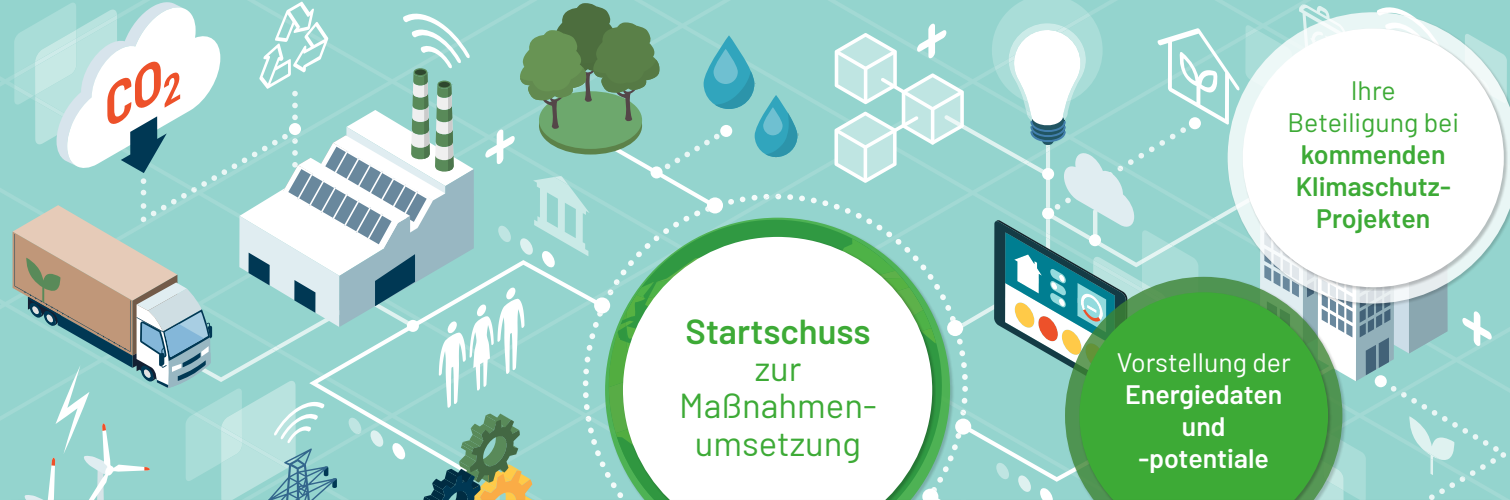 CO2
Startschuss
zur
Maßnahmen-
umsetzung
Ihre
Beteiligung bei
kommenden
Klimaschutz-
Projekten
Vorstellung der
Energiedaten
und
-potentiale